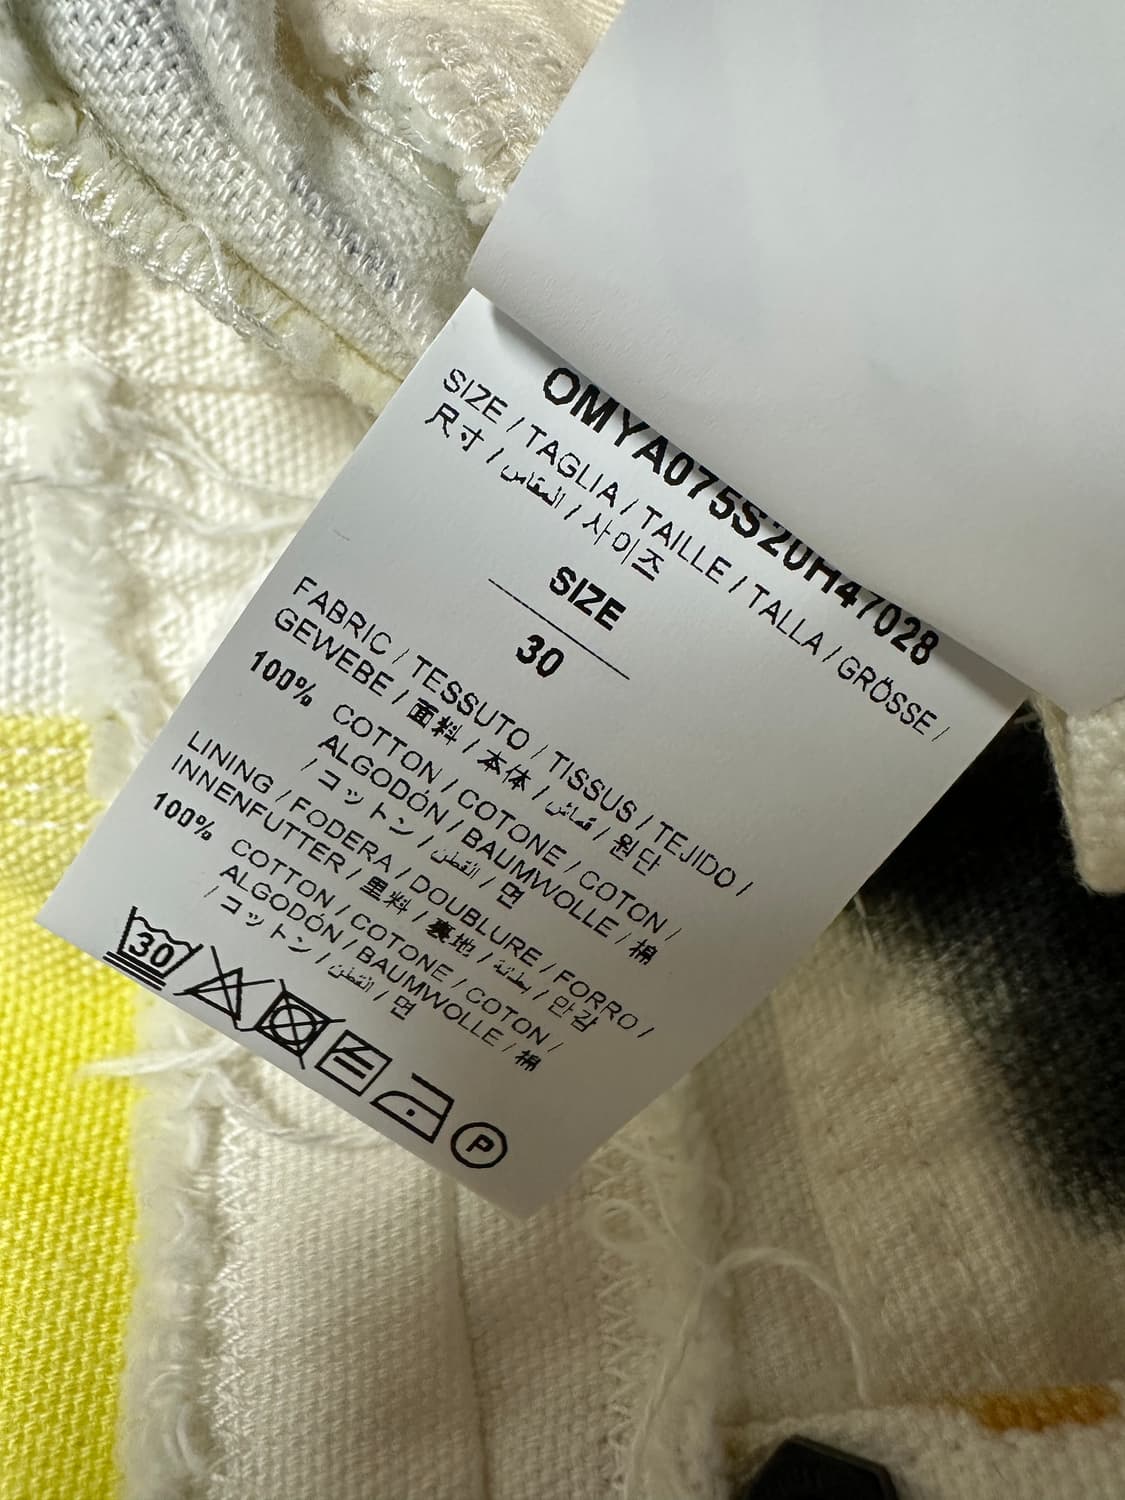 OMYA075S20H47028
SIZE / TAGLIA / TAILLE / TALLA / GRÖSSE /
尺寸 / المقاس / 사이즈
SIZE
30
FABRIC / TESSUTO / TISSUS / TEJIDO /
GEWEBE / 面料 / 本体 / قماش / 원단
100% COTTON / COTONE / COTON /
ALGODÓN / BAUMWOLLE / 棉
/ コットン / القطن / 면
LINING / FODERA / DOUBLURE / FORRO /
INNENFUTTER / 里料 / 裏地 / بطانة / 안감
100% COTTON / COTONE / COTON /
ALGODÓN / BAUMWOLLE / 棉
/ コットン / القطن / 면
30
P